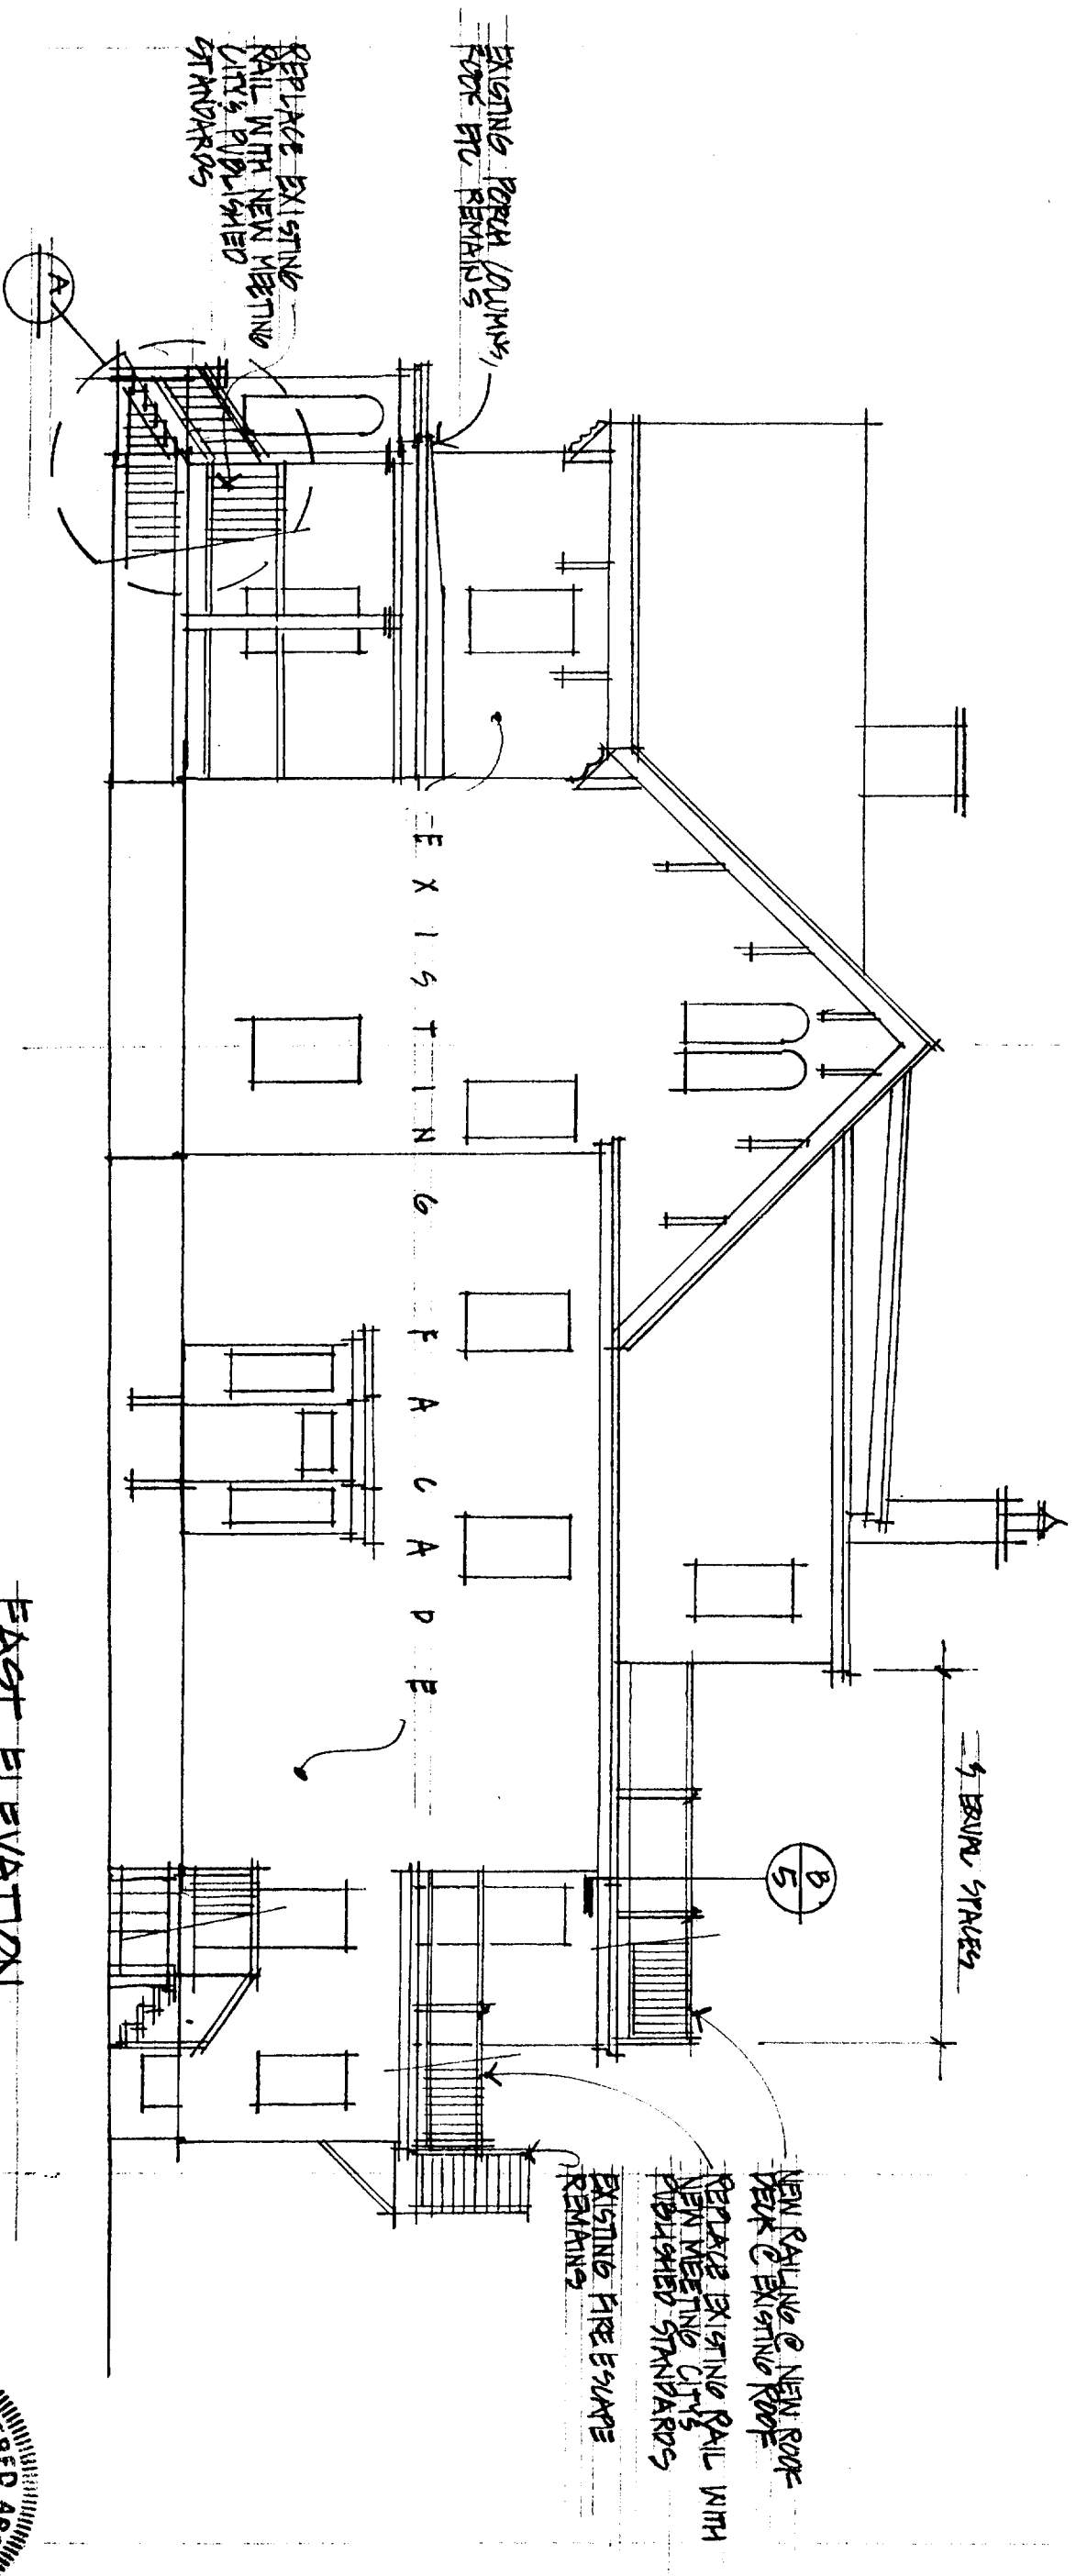 EXISTING PORCH COLUMNS,
ROOF ETC REMAINS
REPLACE EXISTING
RAIL WITH NEW MEETING
CITY'S PUBLISHED
STANDARDS
A
EXISTING FACADE
3 EQUAL SPACES
B
5
NEW RAILING @ NEW ROOF
DECK @ EXISTING ROOF
REPLACE EXISTING RAIL WITH
NEW MEETING CITY'S
PUBLISHED STANDARDS
EXISTING FIRE ESCAPE
REMAINS
EAST ELEVATION